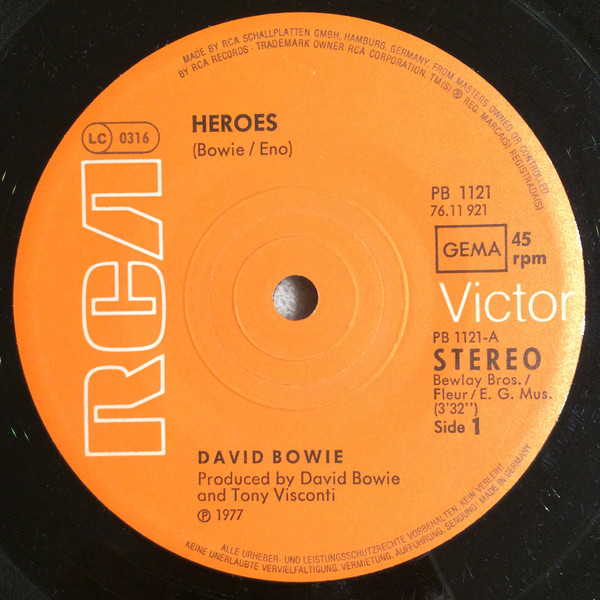 MADE BY RCA SCHALLPLATTEN GMBH, HAMBURG, GERMANY, FROM MASTERS OWNED OR CONTROLLED
BY RCA RECORDS · TRADEMARK OWNER RCA CORPORATION, TM(S) ® REG. MARCA(S) REGISTRADA(S)
LC 0316
HEROES
(Bowie / Eno)
RCA
PB 1121
76.11 921
GEMA
45
rpm
Victor
PB 1121-A
STEREO
Bewlay Bros./
Fleur/E. G. Mus.
(3'32")
Side 1
DAVID BOWIE
Produced by David Bowie
and Tony Visconti
℗ 1977
ALLE URHEBER- UND LEISTUNGSSCHUTZRECHTE VORBEHALTEN. KEIN VERLEIH!
KEINE UNERLAUBTE VERVIELFÄLTIGUNG, VERMIETUNG, AUFFÜHRUNG, SENDUNG! MADE IN GERMANY